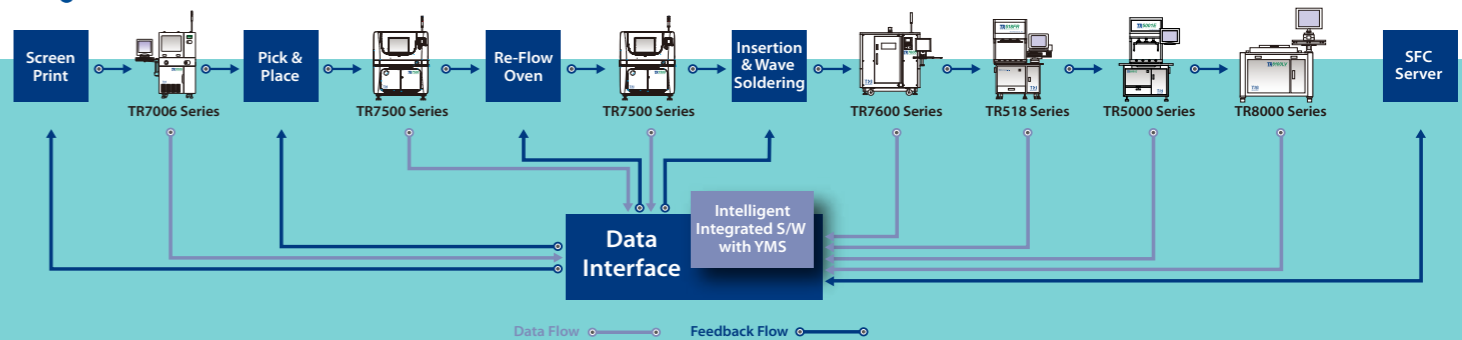 Screen
Print
TR7006 Series
Pick &
Place
TR7500 Series
Re-Flow
Oven
TR7500 Series
Insertion
& Wave
Soldering
TR7600 Series
TR518 Series
TR5000 Series
TR8000 Series
SFC
Server
Data
Interface
Intelligent
Integrated S/W
with YMS
Data Flow
Feedback Flow